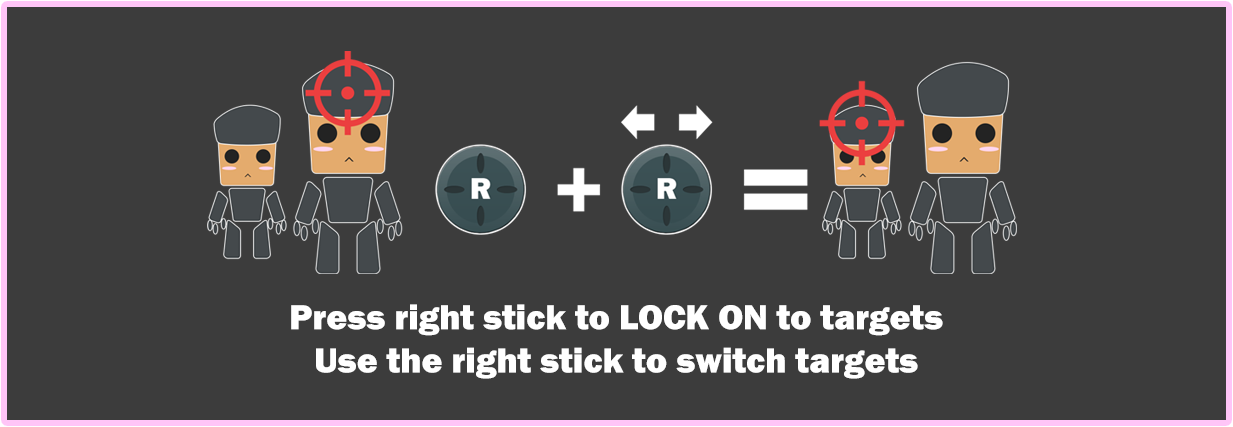 R
R
Press right stick to LOCK ON to targets
Use the right stick to switch targets